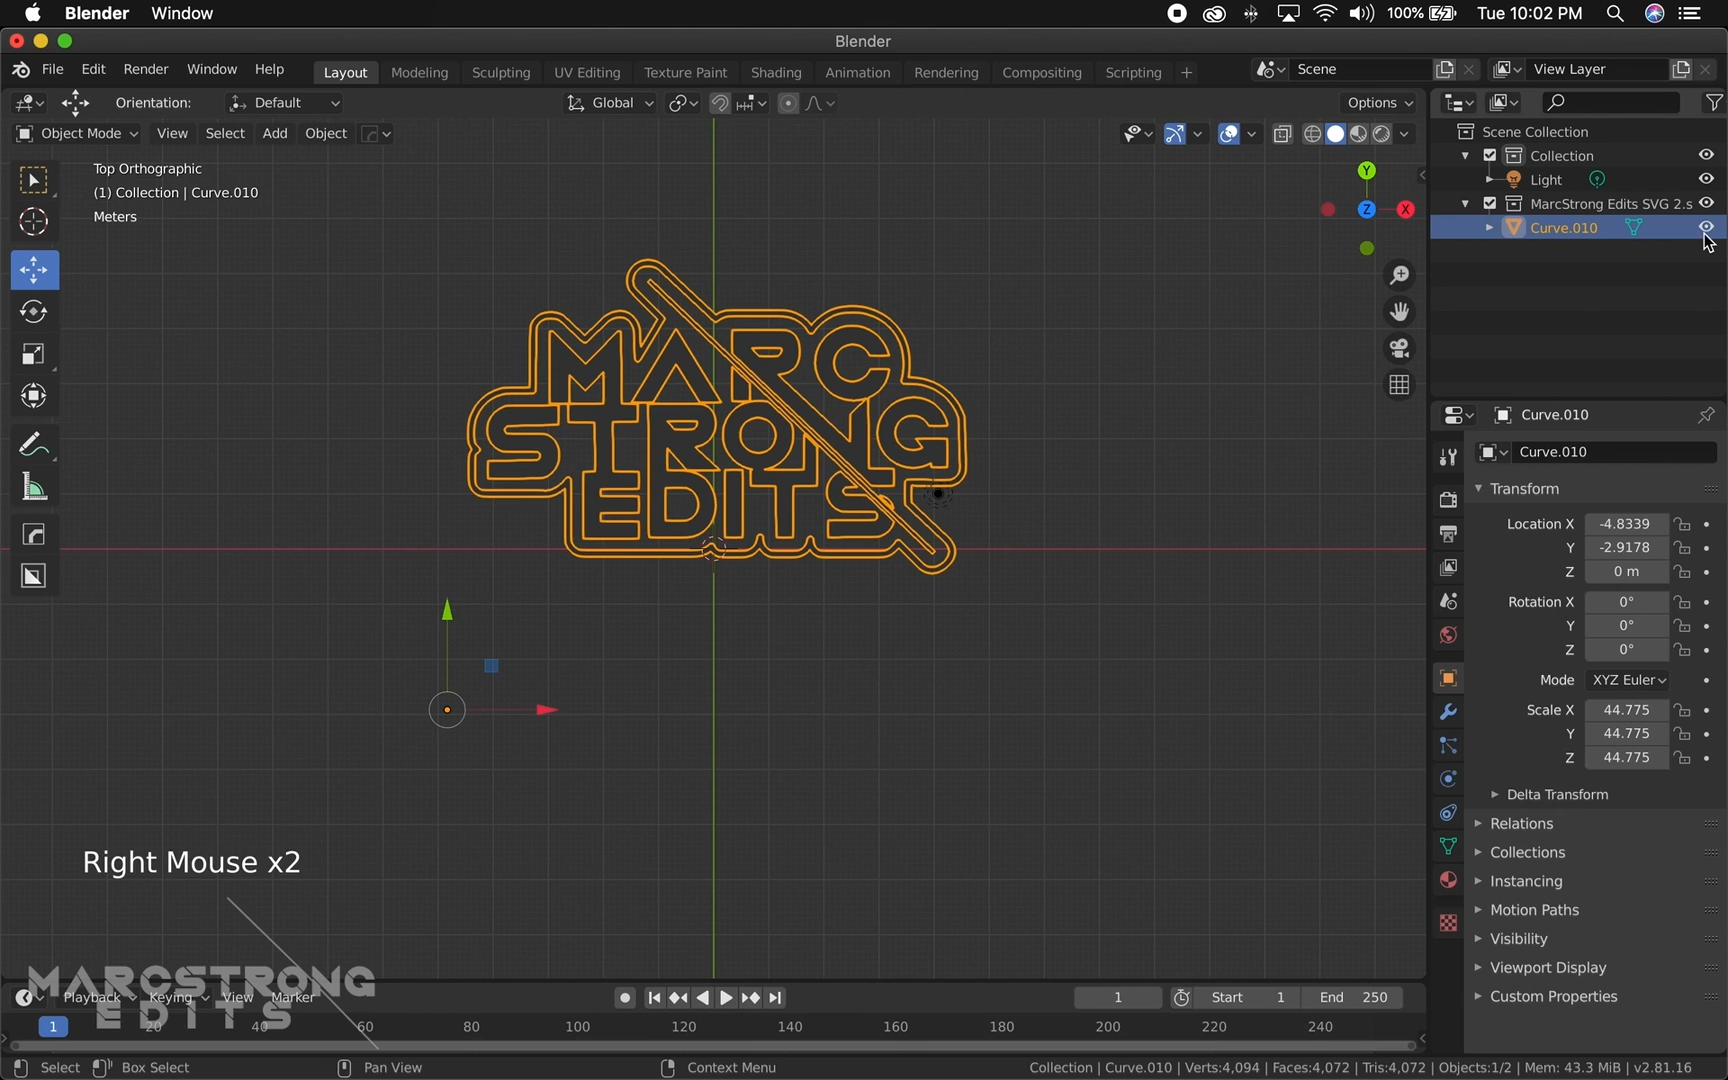 Blender Window 100% Tue 10:02 PM
Blender
File Edit Render Window Help Layout Modeling Sculpting UV Editing Texture Paint Shading Animation Rendering Compositing Scripting + Scene View Layer
Orientation: Default Global Options
Object Mode View Select Add Object
Scene Collection
Collection
Light
MarcStrong Edits SVG 2.s
Curve.010
Top Orthographic
(1) Collection | Curve.010
Meters
Y
Z X
MARC
STRONG
EDITS
Curve.010
Curve.010
Transform
Location X -4.8339
Y -2.9178
Z 0 m
Rotation X 0°
Y 0°
Z 0°
Mode XYZ Euler
Scale X 44.775
Y 44.775
Z 44.775
Delta Transform
Relations
Collections
Instancing
Motion Paths
Visibility
Viewport Display
Custom Properties
Right Mouse x2
MARCSTRONG
EDITS
Playback Keying View Marker 1 Start 1 End 250
1 20 40 60 80 100 120 140 160 180 200 220 240
Select Box Select Pan View Context Menu Collection | Curve.010 | Verts:4,094 | Faces:4,072 | Tris:4,072 | Objects:1/2 | Mem: 43.3 MiB | v2.81.16